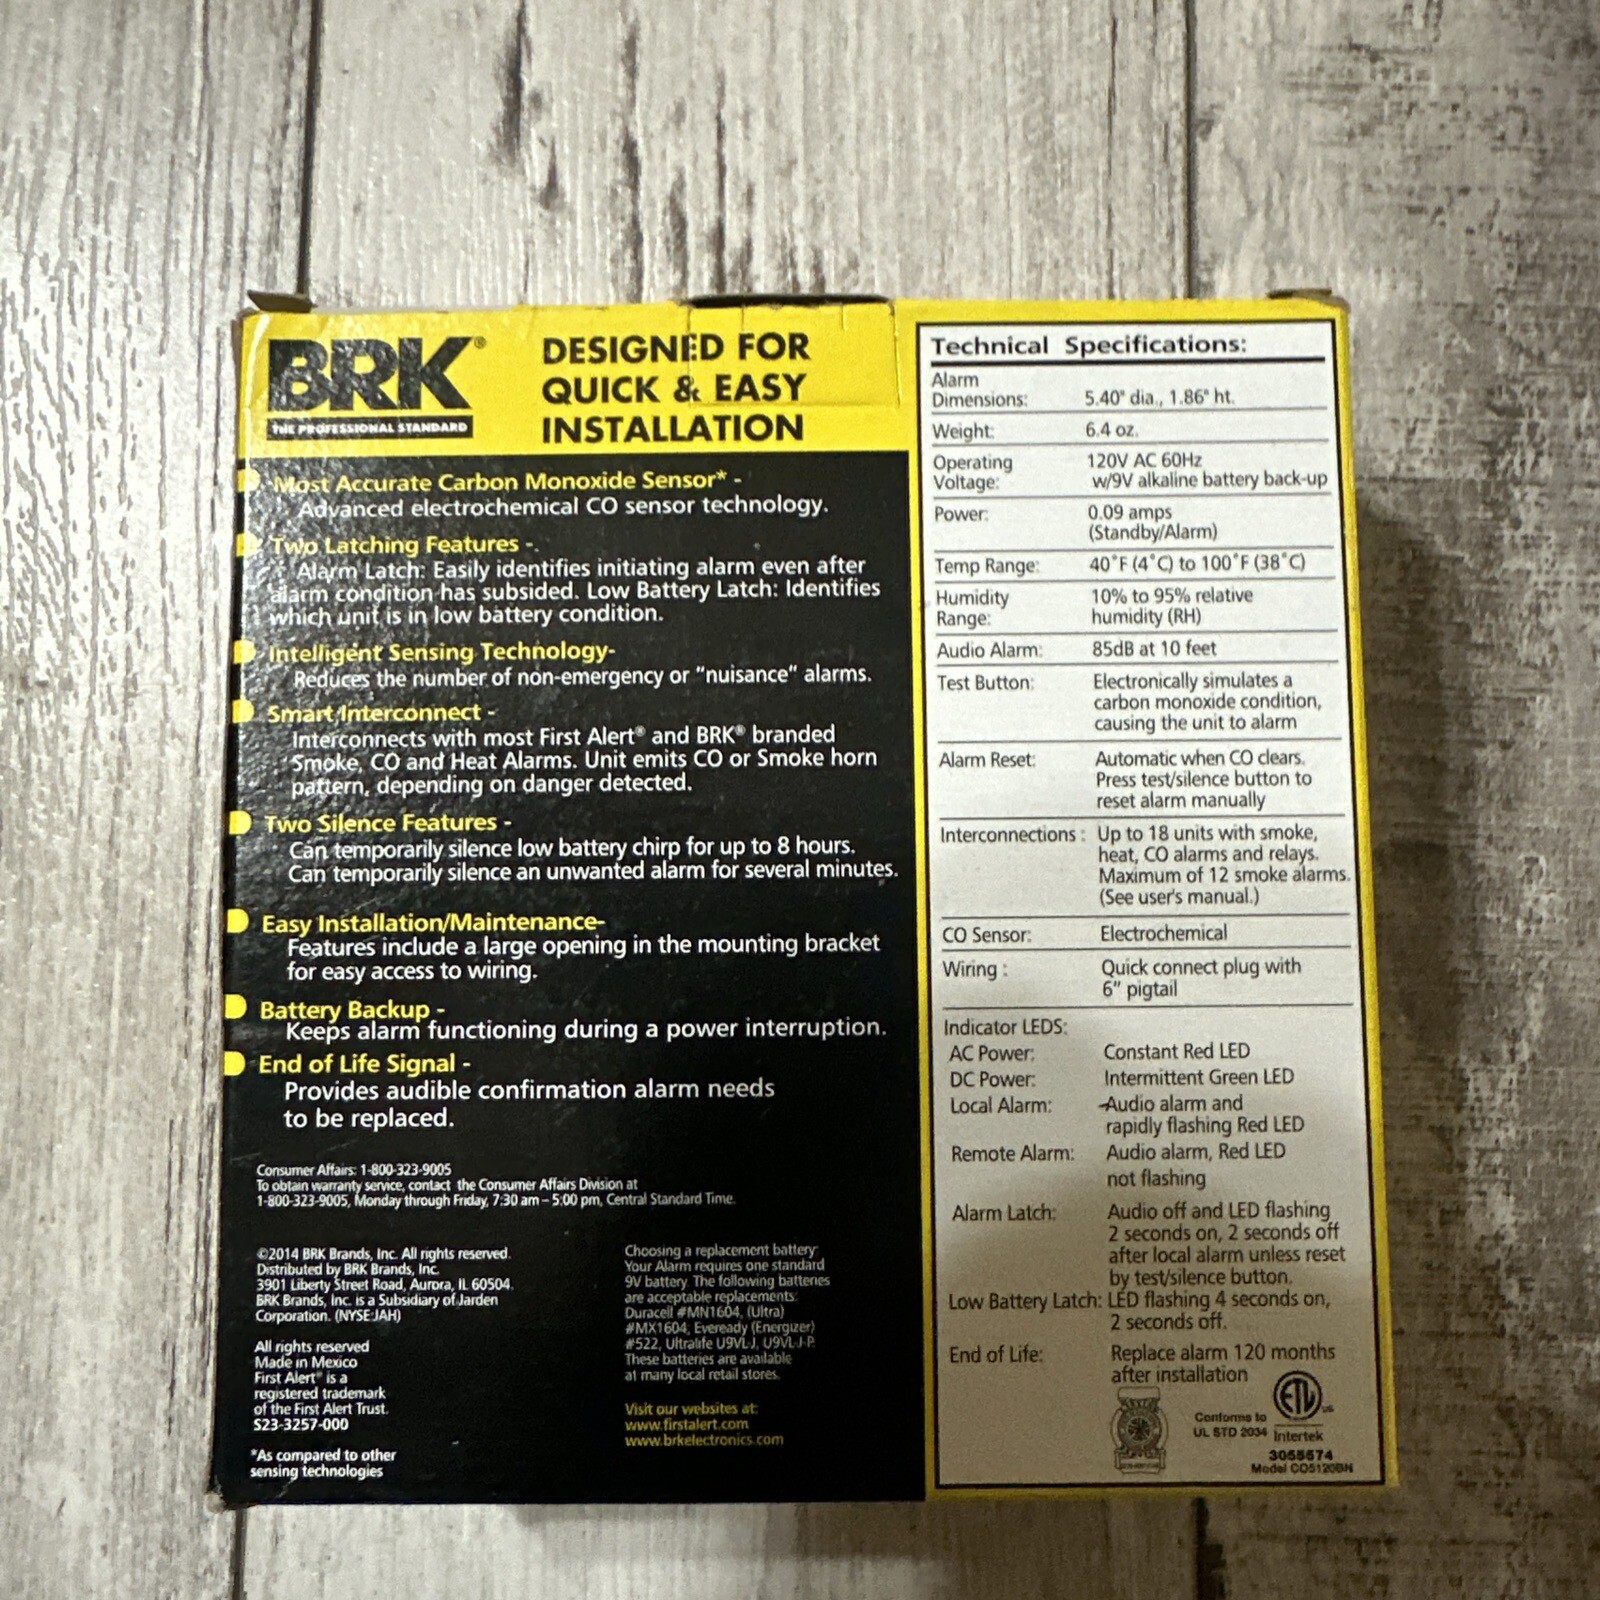 BRK®
THE PROFESSIONAL STANDARD
DESIGNED FOR
QUICK & EASY
INSTALLATION
Most Accurate Carbon Monoxide Sensor* -
Advanced electrochemical CO sensor technology.
Two Latching Features -
Alarm Latch: Easily identifies initiating alarm even after
alarm condition has subsided. Low Battery Latch: Identifies
which unit is in low battery condition.
Intelligent Sensing Technology-
Reduces the number of non-emergency or "nuisance" alarms.
Smart Interconnect -
Interconnects with most First Alert® and BRK® branded
Smoke, CO and Heat Alarms. Unit emits CO or Smoke horn
pattern, depending on danger detected.
Two Silence Features -
Can temporarily silence low battery chirp for up to 8 hours.
Can temporarily silence an unwanted alarm for several minutes.
Easy Installation/Maintenance-
Features include a large opening in the mounting bracket
for easy access to wiring.
Battery Backup -
Keeps alarm functioning during a power interruption.
End of Life Signal -
Provides audible confirmation alarm needs
to be replaced.
Consumer Affairs: 1-800-323-9005
To obtain warranty service, contact the Consumer Affairs Division at
1-800-323-9005, Monday through Friday, 7:30 am – 5:00 pm, Central Standard Time.
©2014 BRK Brands, Inc. All rights reserved.
Distributed by BRK Brands, Inc.
3901 Liberty Street Road, Aurora, IL 60504.
BRK Brands, Inc. is a Subsidiary of Jarden
Corporation. (NYSE:JAH)
All rights reserved
Made in Mexico
First Alert® is a
registered trademark
of the First Alert Trust.
S23-3257-000
*As compared to other
sensing technologies
Choosing a replacement battery:
Your Alarm requires one standard
9V battery. The following batteries
are acceptable replacements:
Duracell #MN1604, (Ultra)
#MX1604; Eveready (Energizer)
#522, Ultralife U9VL-J, U9VL-J-P.
These batteries are available
at many local retail stores.
Visit our websites at:
www.firstalert.com
www.brkelectronics.com
Technical Specifications:
Alarm
Dimensions: 5.40" dia., 1.86" ht.
Weight: 6.4 oz.
Operating 120V AC 60Hz
Voltage: w/9V alkaline battery back-up
Power: 0.09 amps
(Standby/Alarm)
Temp Range: 40°F (4°C) to 100°F (38°C)
Humidity 10% to 95% relative
Range: humidity (RH)
Audio Alarm: 85dB at 10 feet
Test Button: Electronically simulates a
carbon monoxide condition,
causing the unit to alarm
Alarm Reset: Automatic when CO clears.
Press test/silence button to
reset alarm manually
Interconnections : Up to 18 units with smoke,
heat, CO alarms and relays.
Maximum of 12 smoke alarms.
(See user's manual.)
CO Sensor: Electrochemical
Wiring : Quick connect plug with
6" pigtail
Indicator LEDS:
AC Power: Constant Red LED
DC Power: Intermittent Green LED
Local Alarm: Audio alarm and
rapidly flashing Red LED
Remote Alarm: Audio alarm, Red LED
not flashing
Alarm Latch: Audio off and LED flashing
2 seconds on, 2 seconds off
after local alarm unless reset
by test/silence button.
Low Battery Latch: LED flashing 4 seconds on,
2 seconds off.
End of Life: Replace alarm 120 months
after installation
Conforms to
UL STD 2034
ETL
US
Intertek
3055574
Model CO5120BN